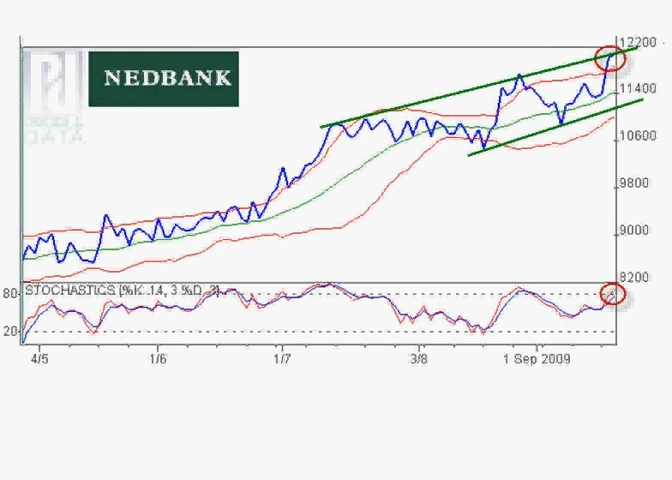 12200
NEDBANK
DATA
11400
10600
9800
9000
8200
STOCHASTICS [%K 14, 3 %D 3]
80
20
4/5 1/6 1/7 3/8 1 Sep 2009